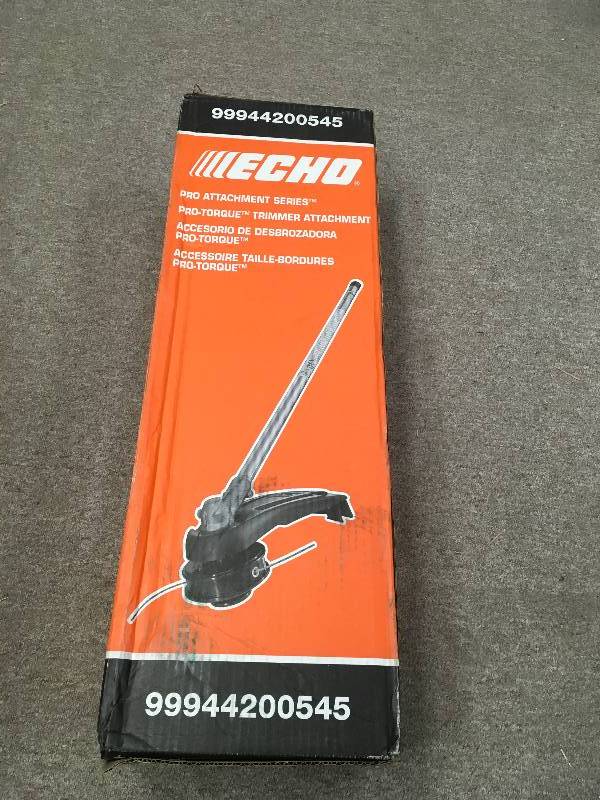 99944200545
ECHO®
PRO ATTACHMENT SERIES™
PRO-TORQUE™ TRIMMER ATTACHMENT
ACCESORIO DE DESBROZADORA
PRO-TORQUE™
ACCESSOIRE TAILLE-BORDURES
PRO-TORQUE™
99944200545